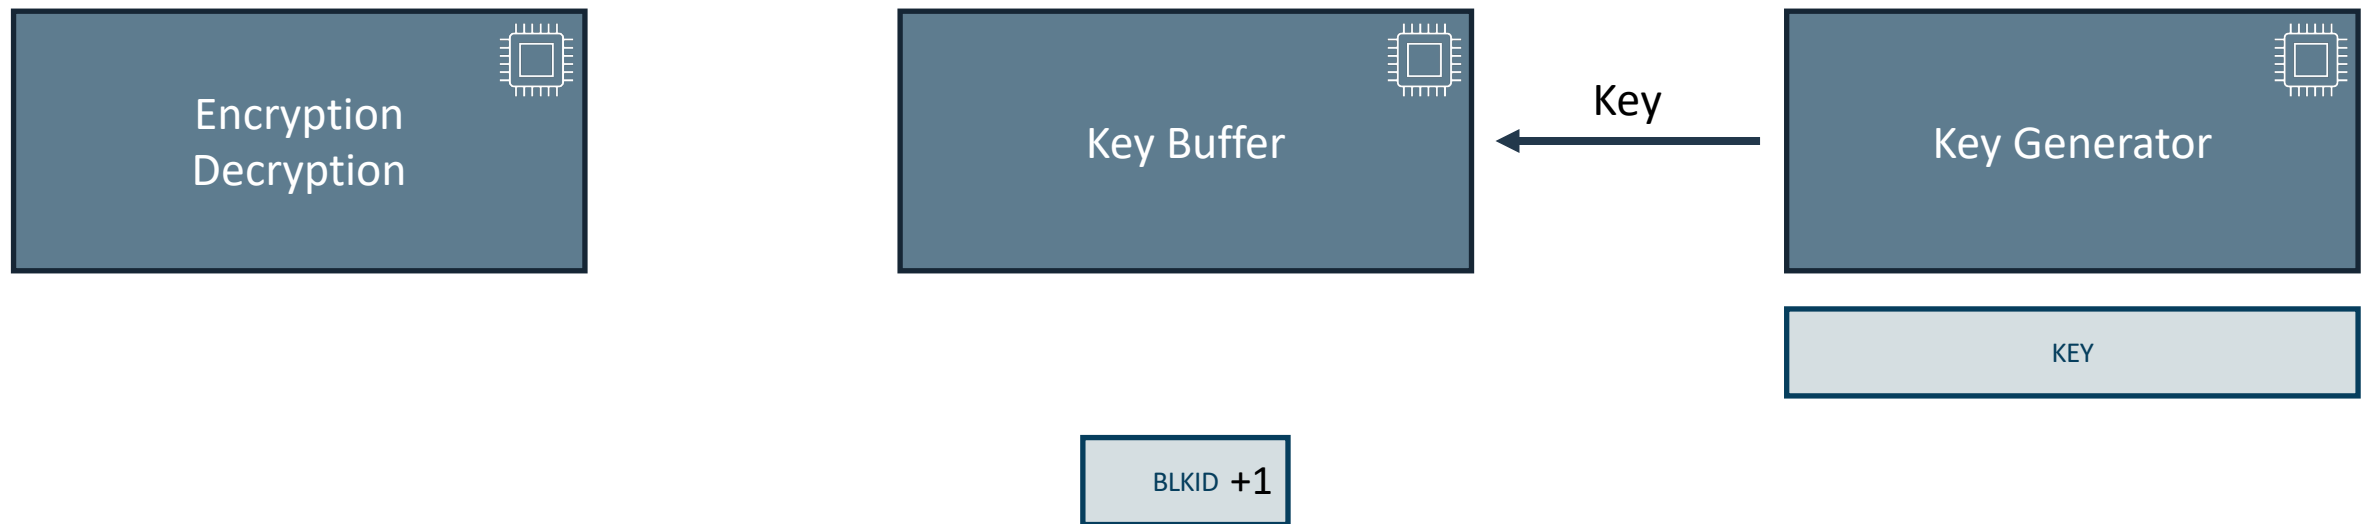 Encryption
Decryption
Key Buffer
Key
Key Generator
KEY
BLKID +1